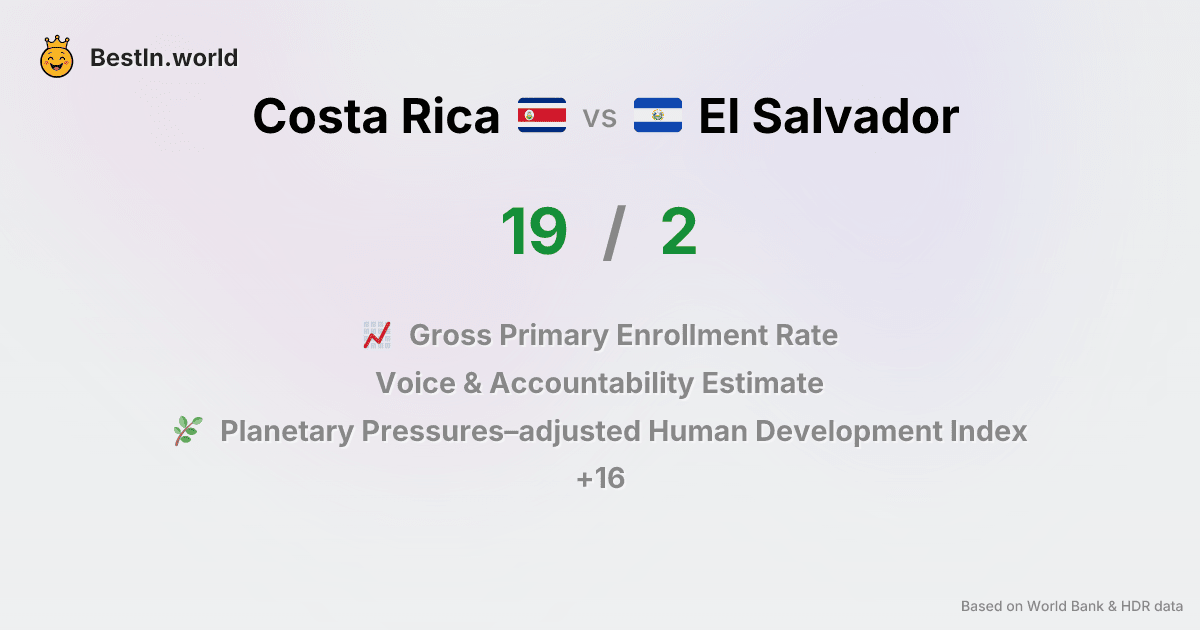 BestIn.world
Costa Rica vs El Salvador
19 / 2
Gross Primary Enrollment Rate
Voice & Accountability Estimate
Planetary Pressures–adjusted Human Development Index
+16
Based on World Bank & HDR data